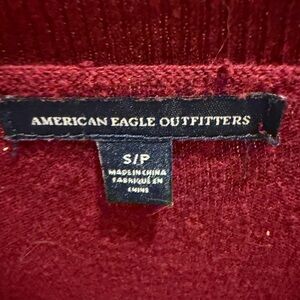 AMERICAN EAGLE OUTFITTERS
S/P
MADE IN CHINA
FABRIQUÉ EN
CHINE